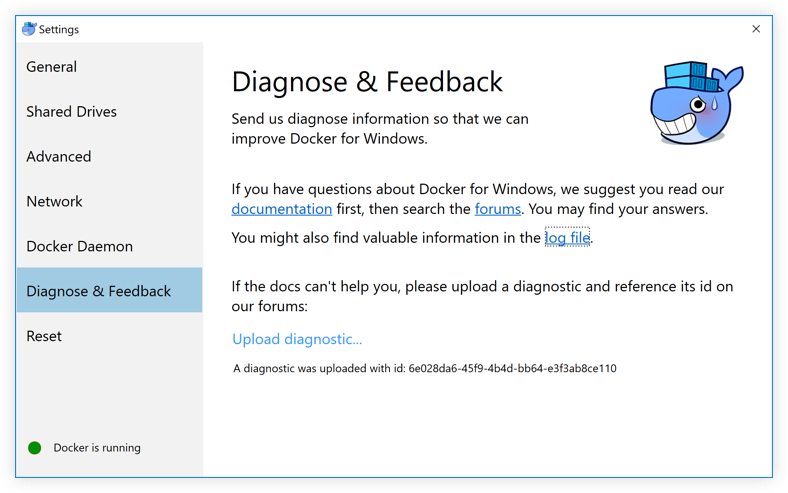 Settings
General
Shared Drives
Advanced
Network
Docker Daemon
Diagnose & Feedback
Reset
Docker is running
Diagnose & Feedback
Send us diagnose information so that we can
improve Docker for Windows.
If you have questions about Docker for Windows, we suggest you read our
documentation first, then search the forums. You may find your answers.
You might also find valuable information in the log file.
If the docs can't help you, please upload a diagnostic and reference its id on
our forums:
Upload diagnostic...
A diagnostic was uploaded with id: 6e028da6-45f9-4b4d-bb64-e3f3ab8ce110